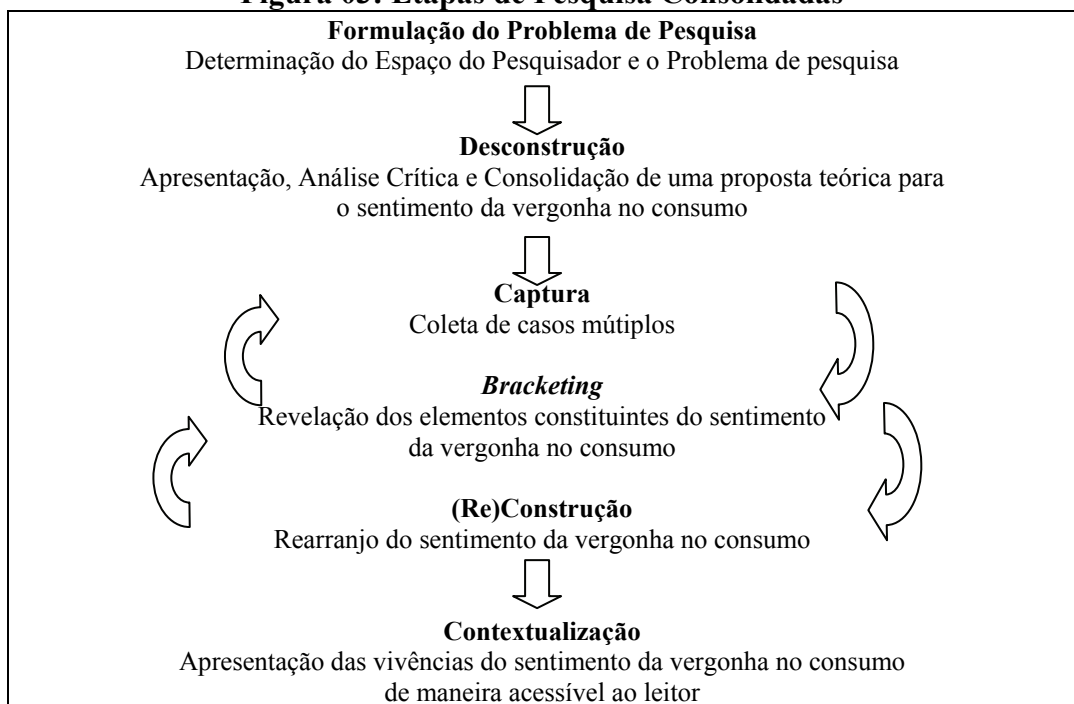 Figura 03: Etapas de Pesquisa Consolidadas
Formulação do Problema de Pesquisa
Determinação do Espaço do Pesquisador e o Problema de pesquisa
Desconstrução
Apresentação, Análise Crítica e Consolidação de uma proposta teórica para
o sentimento da vergonha no consumo
Captura
Coleta de casos mútiplos
Bracketing
Revelação dos elementos constituintes do sentimento
da vergonha no consumo
(Re)Construção
Rearranjo do sentimento da vergonha no consumo
Contextualização
Apresentação das vivências do sentimento da vergonha no consumo
de maneira acessível ao leitor